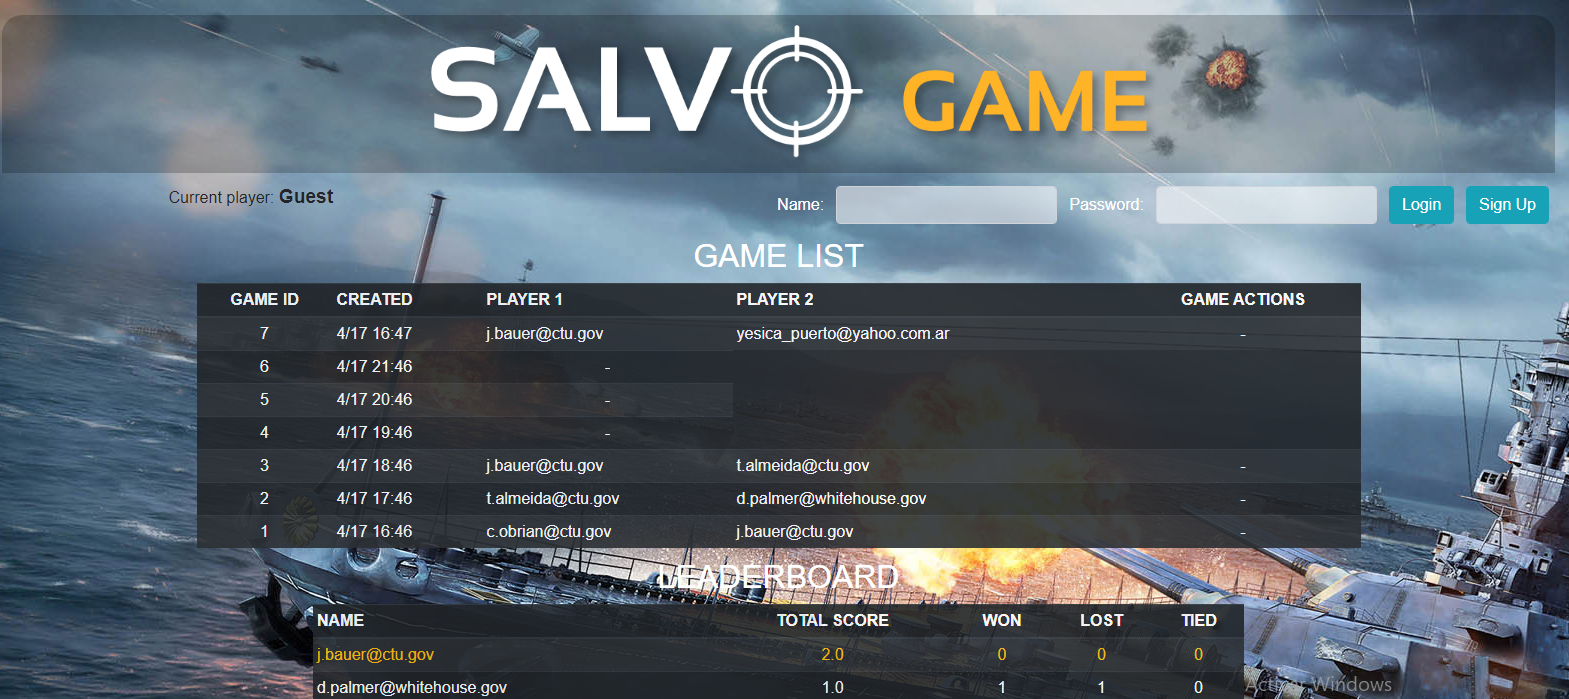 SALVO GAME
Current player: Guest
Name: Password: Login Sign Up
GAME LIST
GAME ID CREATED PLAYER 1 PLAYER 2 GAME ACTIONS
7 4/17 16:47 j.bauer@ctu.gov yesica_puerto@yahoo.com.ar -
6 4/17 21:46 -
5 4/17 20:46 -
4 4/17 19:46 -
3 4/17 18:46 j.bauer@ctu.gov t.almeida@ctu.gov -
2 4/17 17:46 t.almeida@ctu.gov d.palmer@whitehouse.gov -
1 4/17 16:46 c.obrian@ctu.gov j.bauer@ctu.gov -
LEADERBOARD
NAME TOTAL SCORE WON LOST TIED
j.bauer@ctu.gov 2.0 0 0 0
d.palmer@whitehouse.gov 1.0 1 1 0
Activar Windows